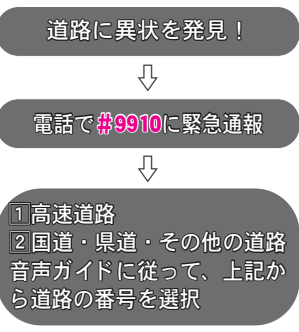 道路に異状を発見！
電話で#9910に緊急通報
1高速道路
2国道・県道・その他の道路
音声ガイドに従って、上記か
ら道路の番号を選択